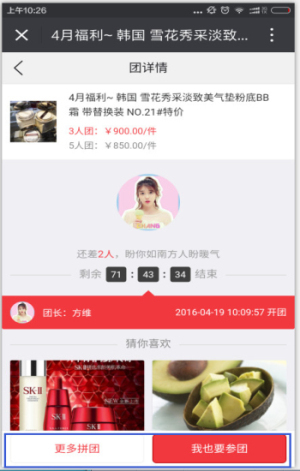 上午10:26
4月福利~ 韩国 雪花秀采淡致...
团详情
4月福利~ 韩国 雪花秀采淡致美气垫粉底BB
霜 带替换装 NO.21#特价
3人团：￥900.00/件
5人团：￥850.00/件
还差2人，盼你如南方人盼暖气
剩余 71 : 43 : 34 结束
团长：方维 2016-04-19 10:09:57 开团
猜你喜欢
SK-II
SK-II
更多拼团 我也要参团